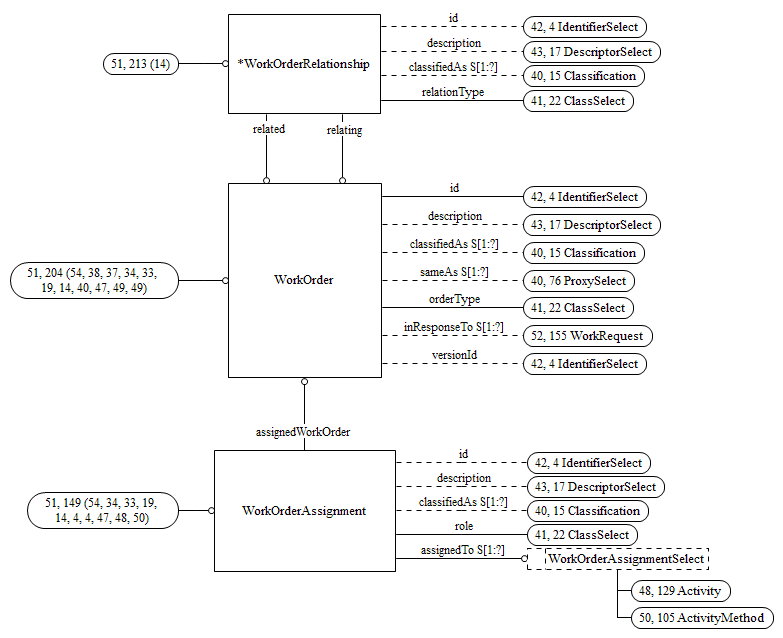 id
42, 4 IdentifierSelect
description
43, 17 DescriptorSelect
51, 213 (14)
*WorkOrderRelationship
classifiedAs S[1:?]
40, 15 Classification
relationType
41, 22 ClassSelect
related
relating
id
42, 4 IdentifierSelect
description
43, 17 DescriptorSelect
classifiedAs S[1:?]
40, 15 Classification
51, 204 (54, 38, 37, 34, 33,
19, 14, 40, 47, 49, 49)
WorkOrder
sameAs S[1:?]
40, 76 ProxySelect
orderType
41, 22 ClassSelect
inResponseTo S[1:?]
52, 155 WorkRequest
versionId
42, 4 IdentifierSelect
assignedWorkOrder
id
42, 4 IdentifierSelect
description
43, 17 DescriptorSelect
51, 149 (54, 34, 33, 19,
14, 4, 4, 47, 48, 50)
WorkOrderAssignment
classifiedAs S[1:?]
40, 15 Classification
role
41, 22 ClassSelect
assignedTo S[1:?]
WorkOrderAssignmentSelect
48, 129 Activity
50, 105 ActivityMethod